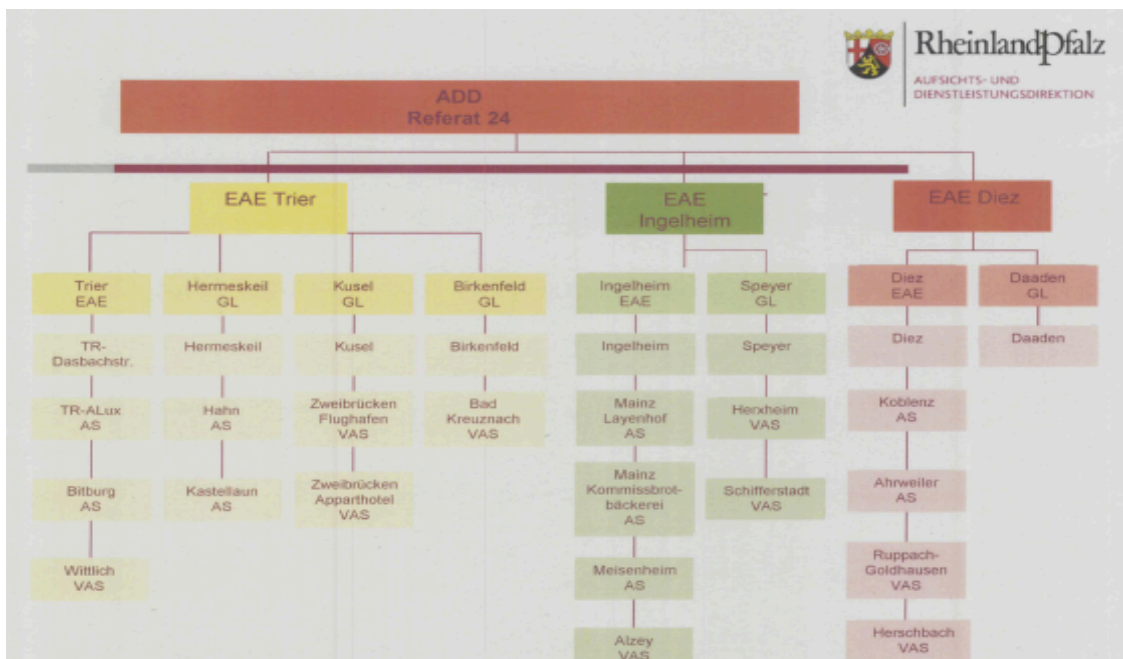 RheinlandPfalz
AUFSICHTS- UND
DIENSTLEISTUNGSDIREKTION
ADD
Referat 24
EAE Trier
EAE
Ingelheim
EAE Diez
Trier
EAE
Hermeskeil
GL
Kusel
GL
Birkenfeld
GL
Ingelheim
EAE
Speyer
GL
Diez
EAE
Daaden
GL
TR-
Dasbachstr.
Hermeskeil
Kusel
Birkenfeld
Ingelheim
Speyer
Diez
Daaden
TR-ALux
AS
Hahn
AS
Zweibrücken
Flughafen
VAS
Bad
Kreuznach
VAS
Mainz
Layenhof
AS
Herxheim
VAS
Koblenz
AS
Bitburg
AS
Kastellaun
AS
Zweibrücken
Apparthotel
VAS
Mainz
Kommissbrot-
bäckerei
AS
Schifferstadt
VAS
Ahrweiler
AS
Wittlich
VAS
Meisenheim
AS
Ruppach-
Goldhausen
VAS
Alzey
VAS
Herschbach
VAS